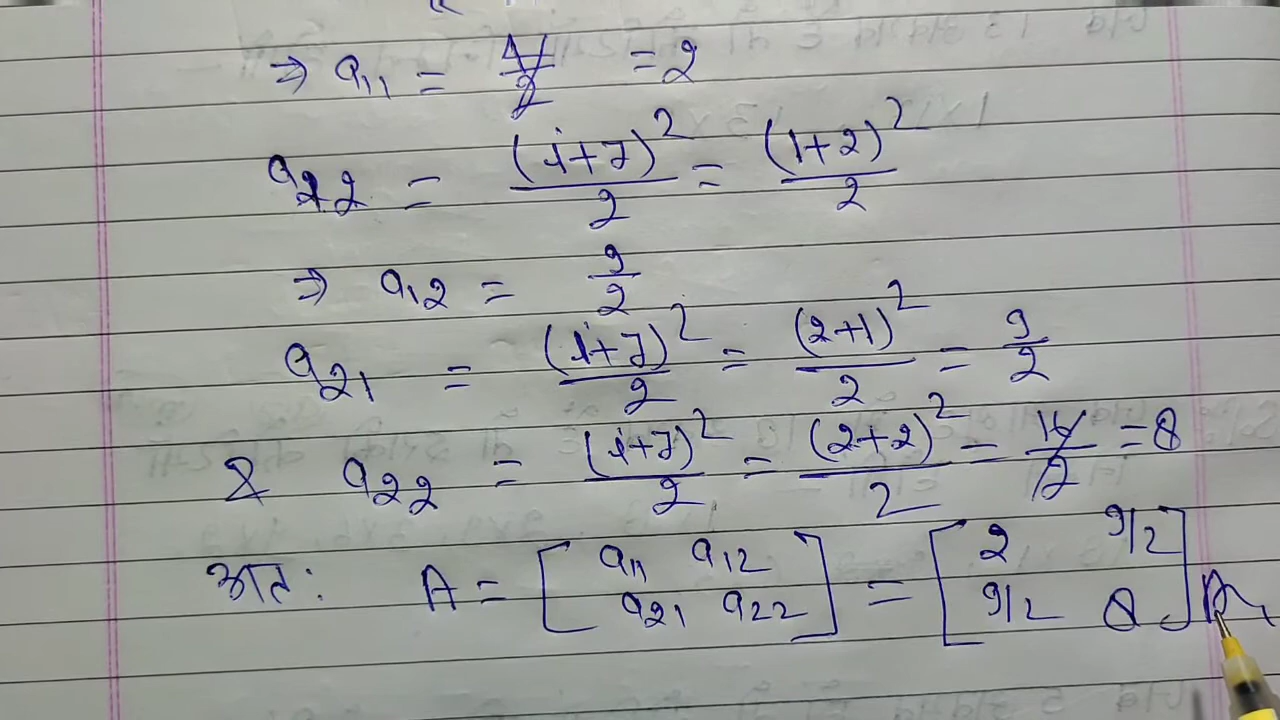 ⇒ a₁₁ = 4/2 = 2
a₂₂ = (i+j)²/2 = (1+2)²/2
⇒ a₁₂ = 9/2
a₂₁ = (i+j)²/2 = (2+1)²/2 = 9/2
& a₂₂ = (i+j)²/2 = (2+2)²/2 = 16/2 = 8
अतः A = [a₁₁ a₁₂ a₂₁ a₂₂] = [2 9/2 9/2 8]